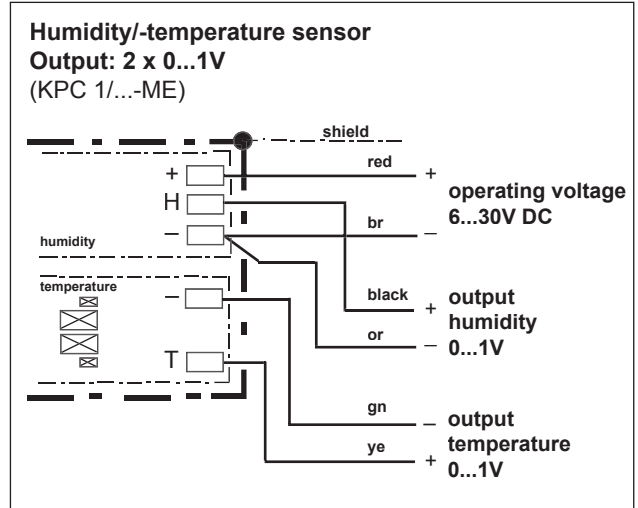 Humidity/-temperature sensor
Output: 2 x 0...1V
(KPC 1/...-ME)
shield
red
+
+
operating voltage
6...30V DC
H
br
–
–
humidity
temperature
–
black
+
output
humidity
0...1V
or
–
T
gn
–
output
temperature
0...1V
ye
+